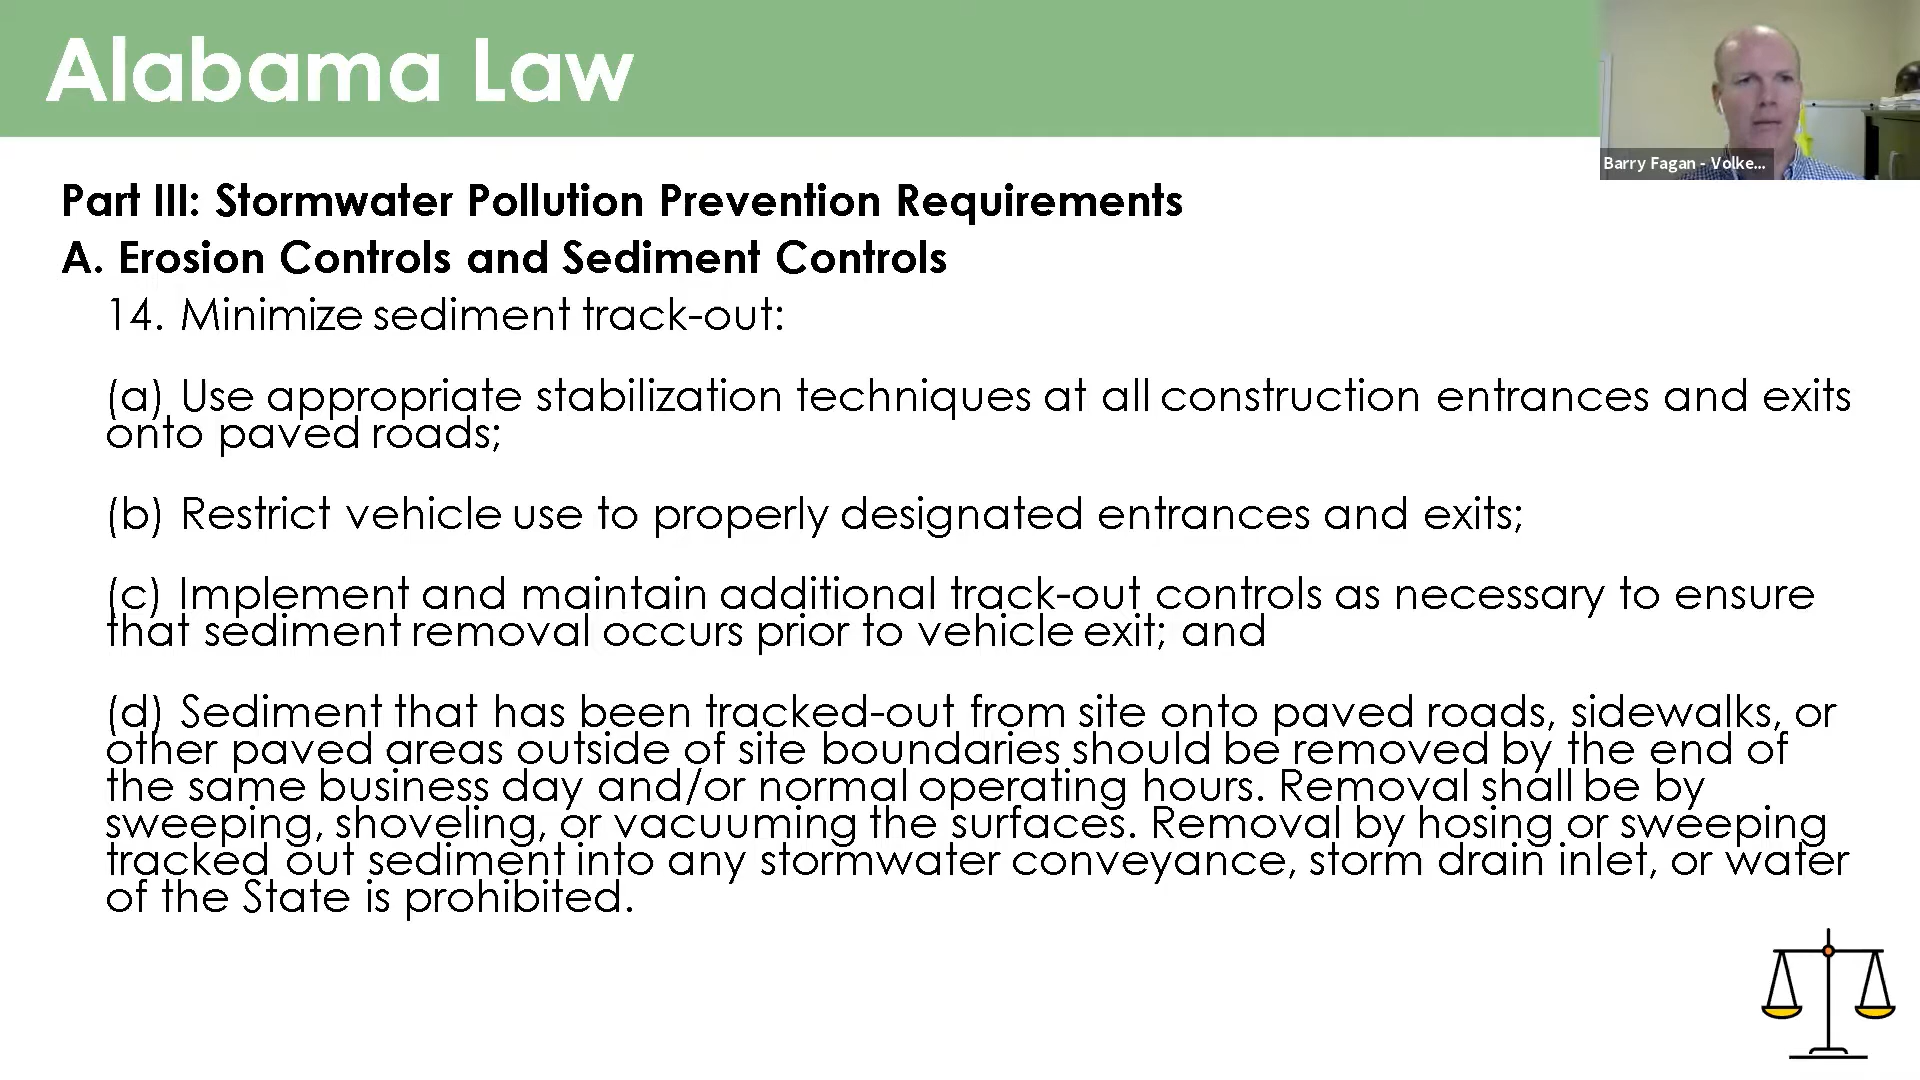 Alabama Law
Barry Fagan - Volke...
Part III: Stormwater Pollution Prevention Requirements
A. Erosion Controls and Sediment Controls
14. Minimize sediment track-out:
(a) Use appropriate stabilization techniques at all construction entrances and exits
onto paved roads;
(b) Restrict vehicle use to properly designated entrances and exits;
(c) Implement and maintain additional track-out controls as necessary to ensure
that sediment removal occurs prior to vehicle exit; and
(d) Sediment that has been tracked-out from site onto paved roads, sidewalks, or
other paved areas outside of site boundaries should be removed by the end of
the same business day and/or normal operating hours. Removal shall be by
sweeping, shoveling, or vacuuming the surfaces. Removal by hosing or sweeping
tracked out sediment into any stormwater conveyance, storm drain inlet, or water
of the State is prohibited.